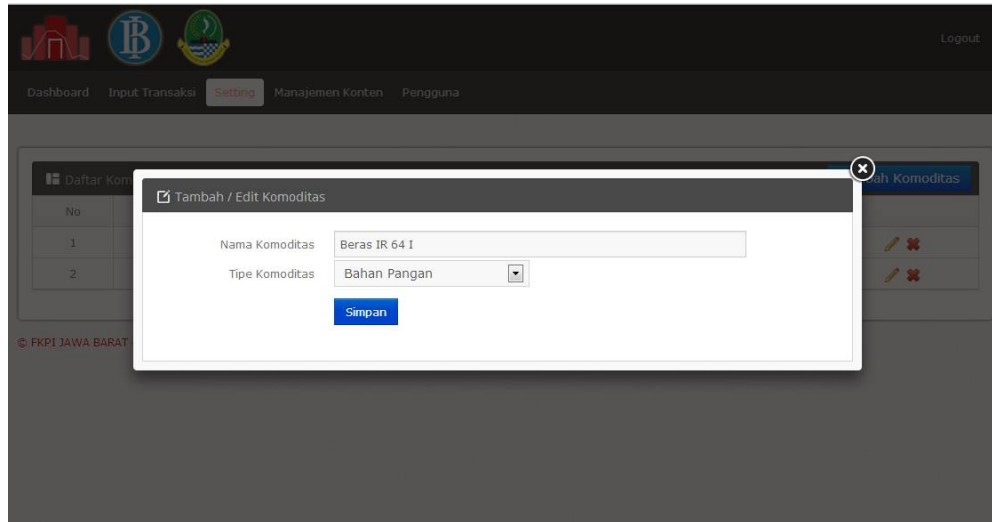 Logout
Dashboard Input Transaksi Setting Manajemen Konten Pengguna
Daftar Kom
bah Komoditas
Tambah / Edit Komoditas
No
Nama Komoditas Beras IR 64 I
1
Tipe Komoditas Bahan Pangan
2
Simpan
© FKPI JAWA BARAT